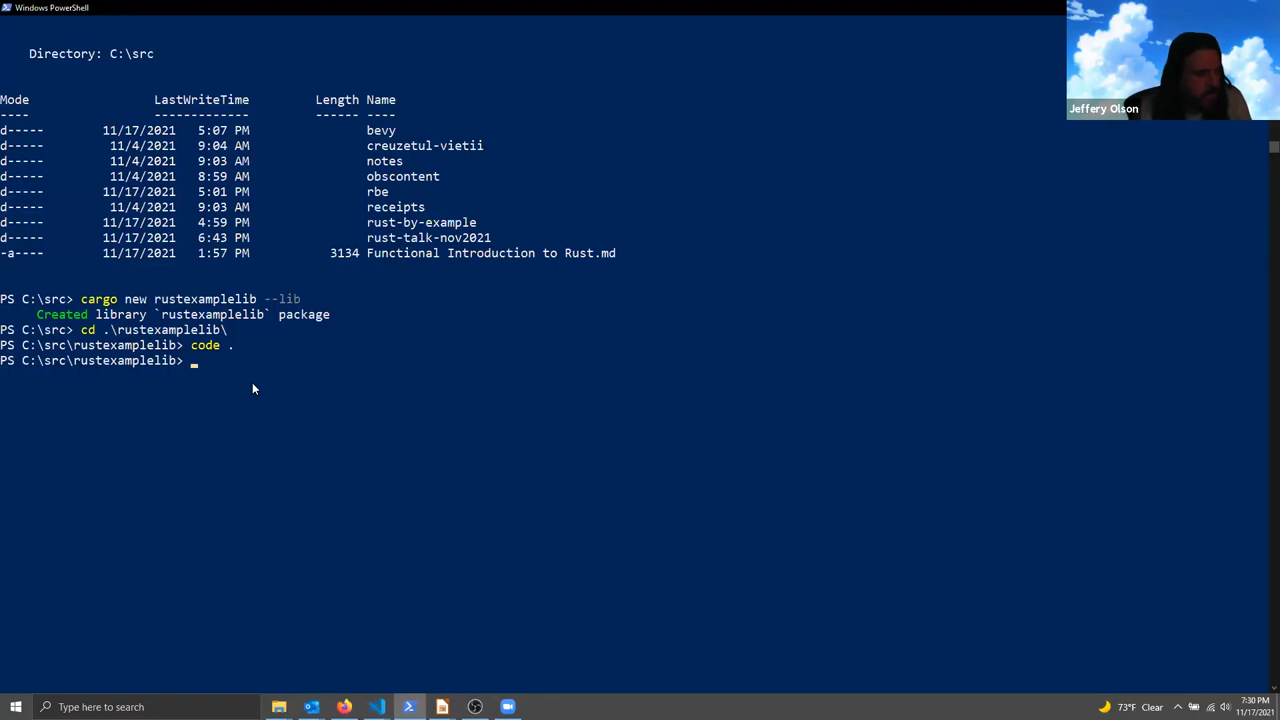 Windows PowerShell
Directory: C:\src
Mode LastWriteTime Length Name
---- ------------- ------ ----
d----- 11/17/2021 5:07 PM bevy
d----- 11/4/2021 9:04 AM creuzetul-vietii
d----- 11/4/2021 9:03 AM notes
d----- 11/4/2021 8:59 AM obscontent
d----- 11/17/2021 5:01 PM rbe
d----- 11/4/2021 9:03 AM receipts
d----- 11/17/2021 4:59 PM rust-by-example
d----- 11/17/2021 6:43 PM rust-talk-nov2021
-a---- 11/17/2021 1:57 PM 3134 Functional Introduction to Rust.md
PS C:\src> cargo new rustexamplelib --lib
Created library `rustexamplelib` package
PS C:\src> cd .\rustexamplelib\
PS C:\src\rustexamplelib> code .
PS C:\src\rustexamplelib>
Jeffery Olson
Type here to search
73°F Clear
7:30 PM
11/17/2021